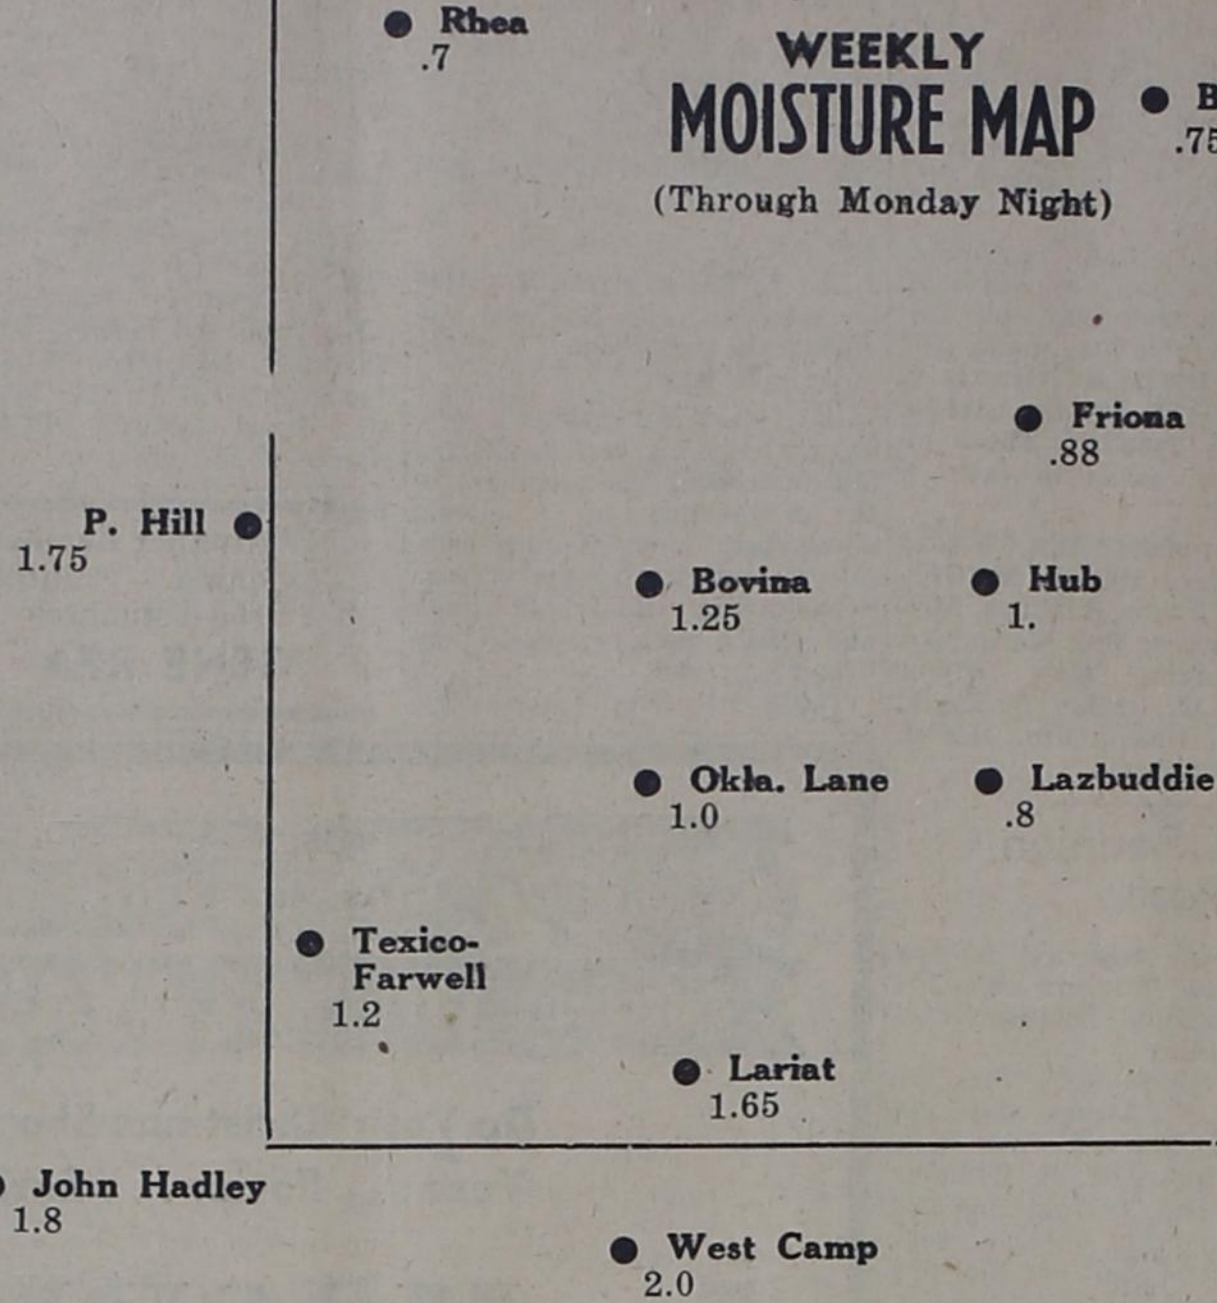 Rhea
.7
WEEKLY
MOISTURE MAP
(Through Monday Night)
.75
Friona
.88
P. Hill
1.75
Bovina
1.25
Hub
1.
Okla. Lane
1.0
Lazbuddie
.8
Texico-
Farwell
1.2
Lariat
1.65
John Hadley
1.8
West Camp
2.0